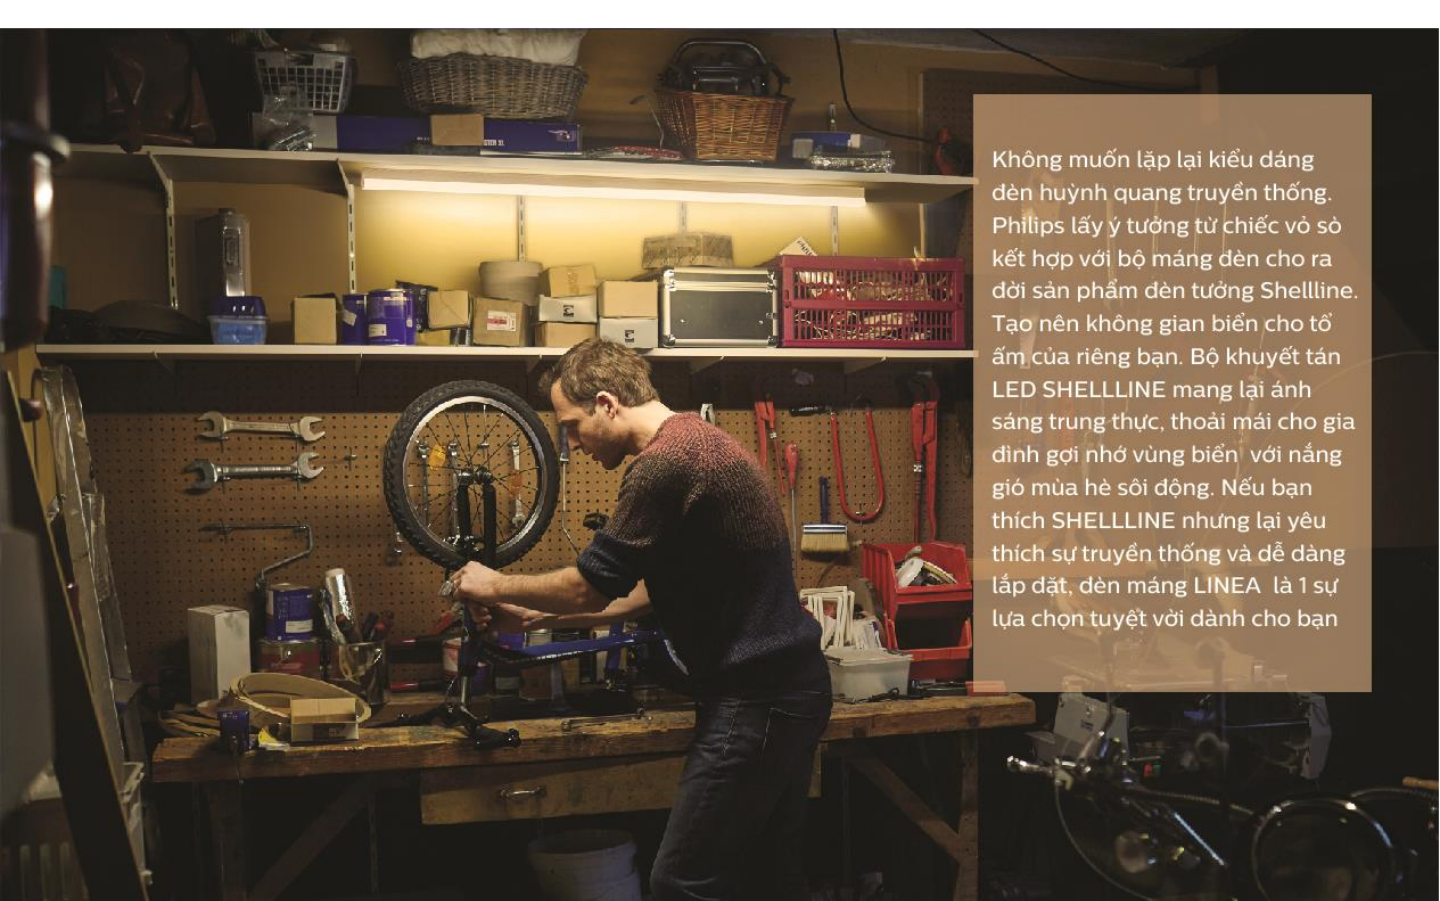 Không muốn lặp lại kiểu dáng
đèn huỳnh quang truyền thống.
Philips lấy ý tưởng từ chiếc vỏ sò
kết hợp với bộ máng đèn cho ra
đời sản phẩm đèn tưởng Shellline.
Tạo nên không gian biển cho tổ
ấm của riêng bạn. Bộ khuyết tán
LED SHELLLINE mang lại ánh
sáng trung thực, thoải mái cho gia
đình gợi nhớ vùng biển với nắng
gió mùa hè sôi động. Nếu bạn
thích SHELLLINE nhưng lại yêu
thích sự truyền thống và dễ dàng
lắp đặt, đèn máng LINEA là 1 sự
lựa chọn tuyệt vời dành cho bạn